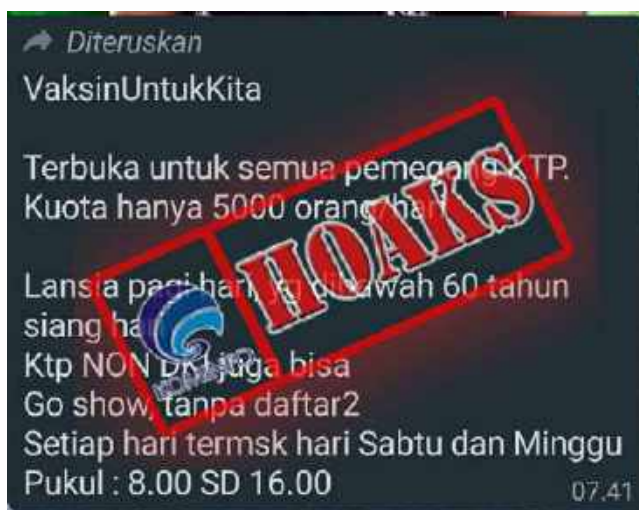 Diteruskan
VaksinUntukKita
Terbuka untuk semua pemegang KTP.
Kuota hanya 5000 orang/hari
HOAKS
Lansia pagi hari, yg dibawah 60 tahun
siang hari
KOMINFO
Ktp NON DKI juga bisa
Go show, tanpa daftar2
Setiap hari termsk hari Sabtu dan Minggu
Pukul : 8.00 SD 16.00
07.41